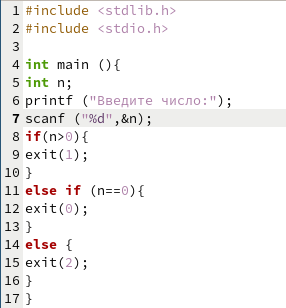 1 #include <stdlib.h>
2 #include <stdio.h>
3
4 int main (){
5 int n;
6 printf ("Введите число:");
7 scanf ("%d",&n);
8 if(n>0){
9 exit(1);
10 }
11 else if (n==0){
12 exit(0);
13 }
14 else {
15 exit(2);
16 }
17 }